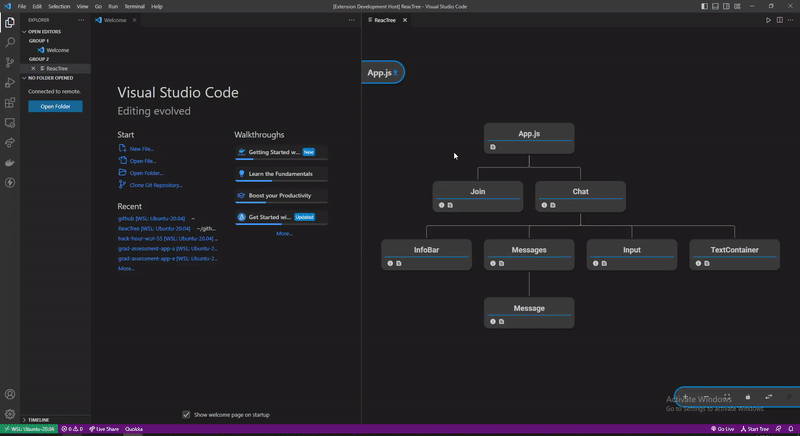 File Edit Selection View Go Run Terminal Help
[Extension Development Host] ReacTree - Visual Studio Code
EXPLORER
OPEN EDITORS
GROUP 1
Welcome
GROUP 2
ReacTree
NO FOLDER OPENED
Connected to remote.
Open Folder
TIMELINE
Welcome
Visual Studio Code
Editing evolved
Start
New File...
Open File...
Open Folder...
Clone Git Repository...
Recent
github [WSL: Ubuntu-20.04] ~
ReacTree [WSL: Ubuntu-20.04] ~/gith...
hack-hour-wcri-55 [WSL: Ubuntu-20.04] ...
grad-assessment-app-a [WSL: Ubuntu-2...
grad-assessment-app-e [WSL: Ubuntu-2...
More...
Walkthroughs
Getting Started w... New
Learn the Fundamentals
Boost your Productivity
Get Started wi... Updated
More...
Show welcome page on startup
ReacTree
App.js
App.js
Join
Chat
InfoBar
Messages
Input
TextContainer
Message
Activate Windows
Go to Settings to activate Windows.
WSL: Ubuntu-20.04
0 0
Live Share
Quokka
Go Live
Start Tree